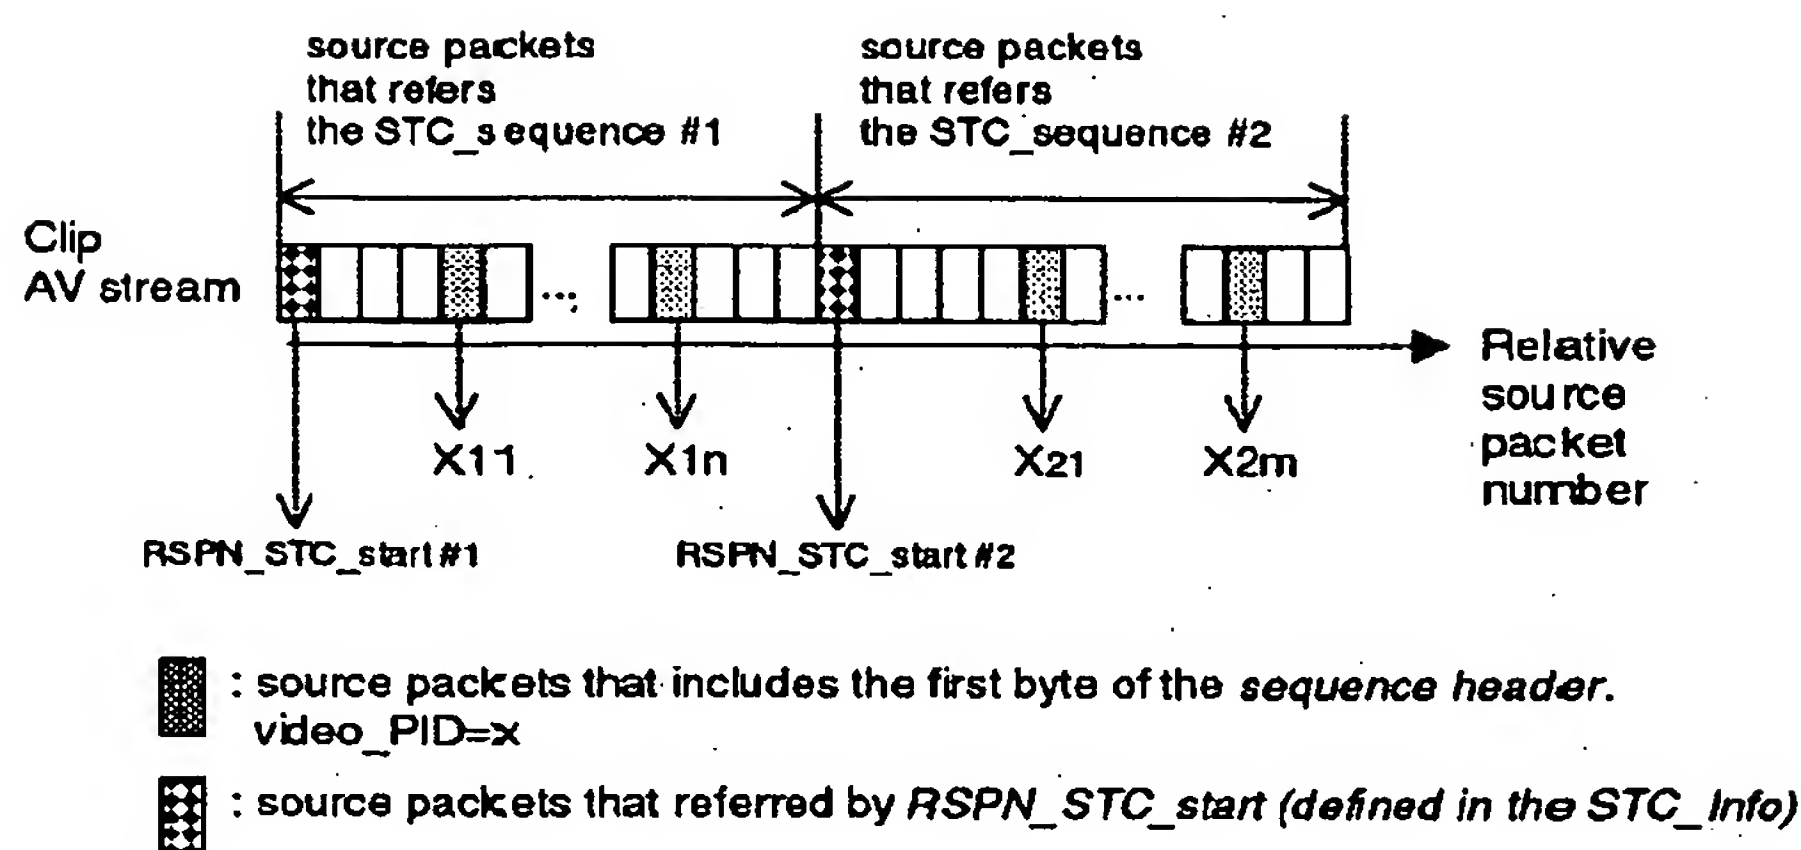 source packets
that refers
the STC_sequence #1
source packets
that refers
the STC_sequence #2
Clip
AV stream
...
...
Relative
source
packet
number
X11
X1n
X21
X2m
RSPN_STC_start #1
RSPN_STC_start #2
: source packets that includes the first byte of the sequence header.
video_PID=x
: source packets that referred by RSPN_STC_start (defined in the STC_Info)